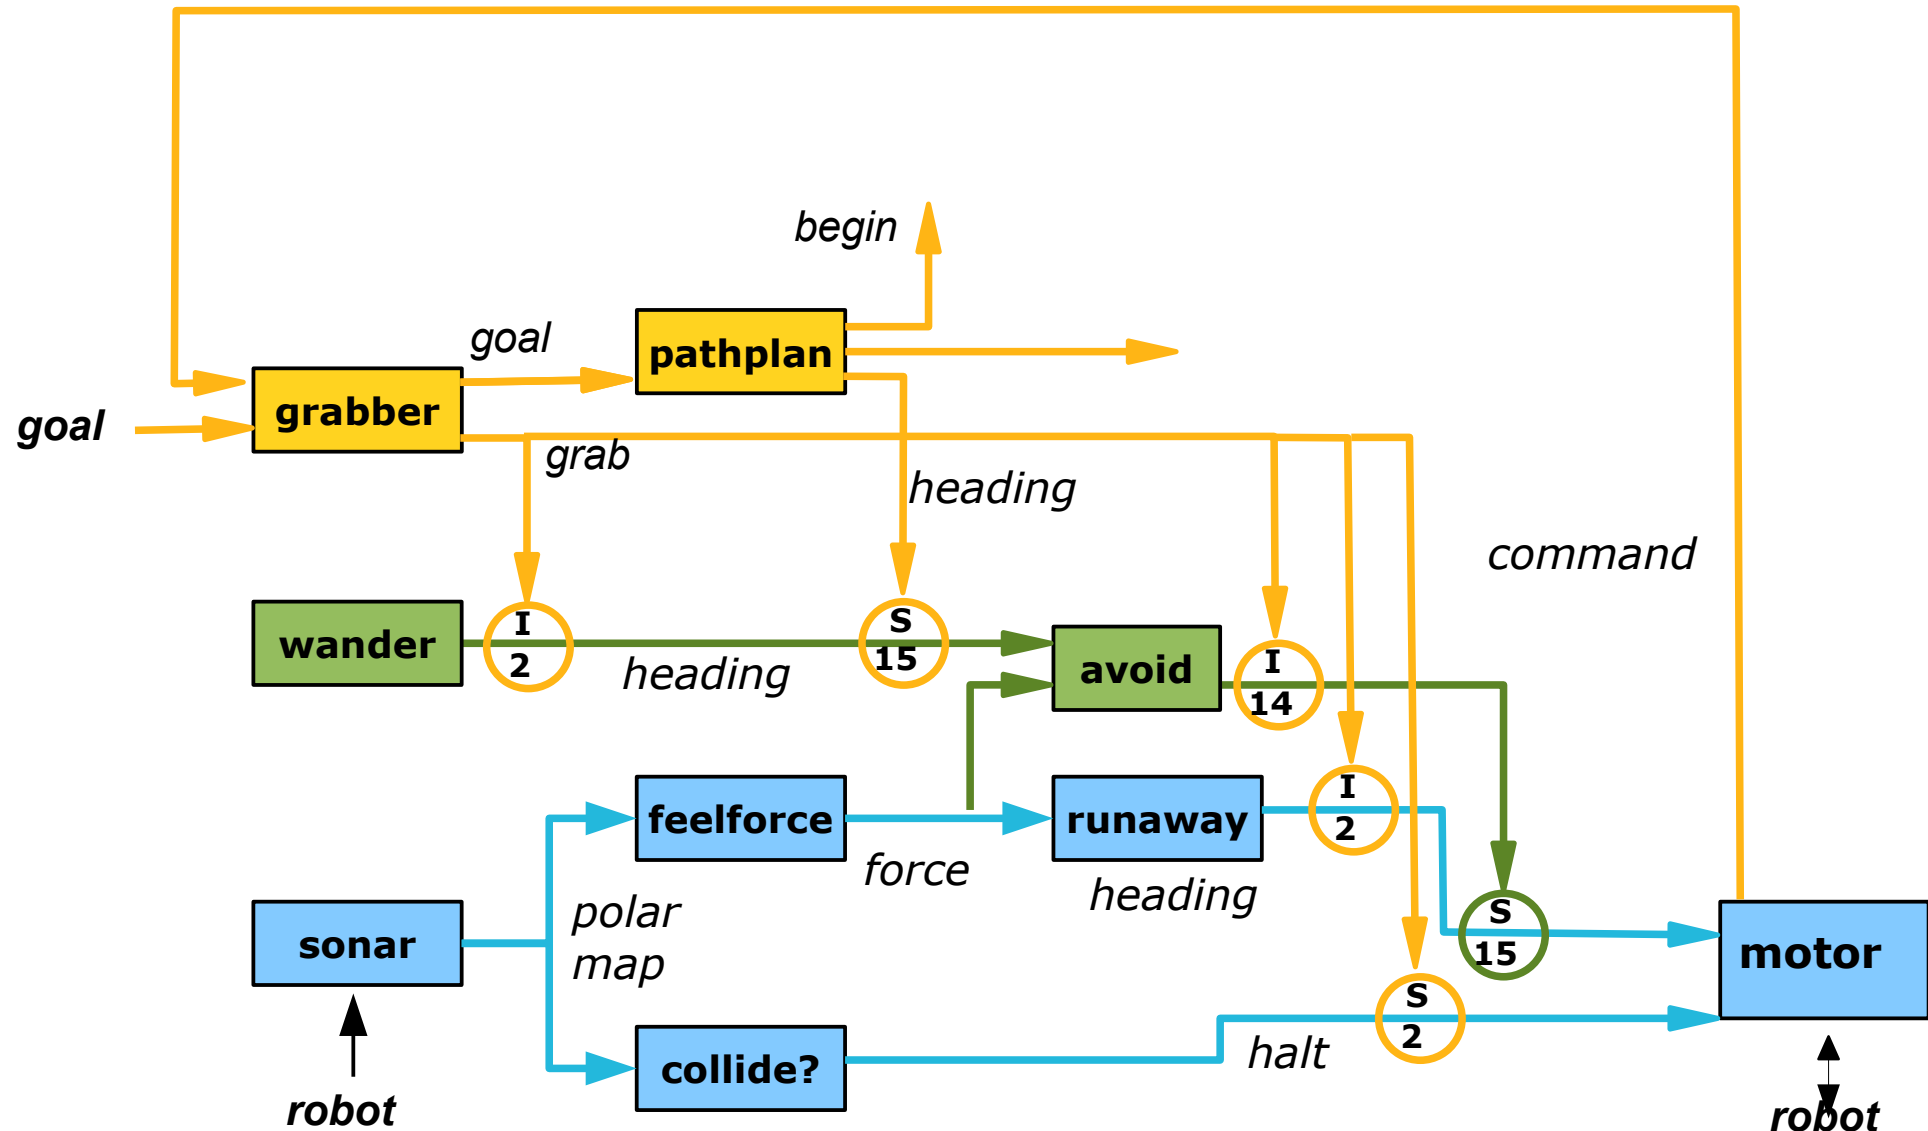 begin
goal
pathplan
goal
grabber
grab
heading
command
wander
I
2
heading
S
15
avoid
I
14
feelforce
force
runaway
heading
I
2
sonar
polar
map
S
15
motor
collide?
halt
S
2
robot
robot